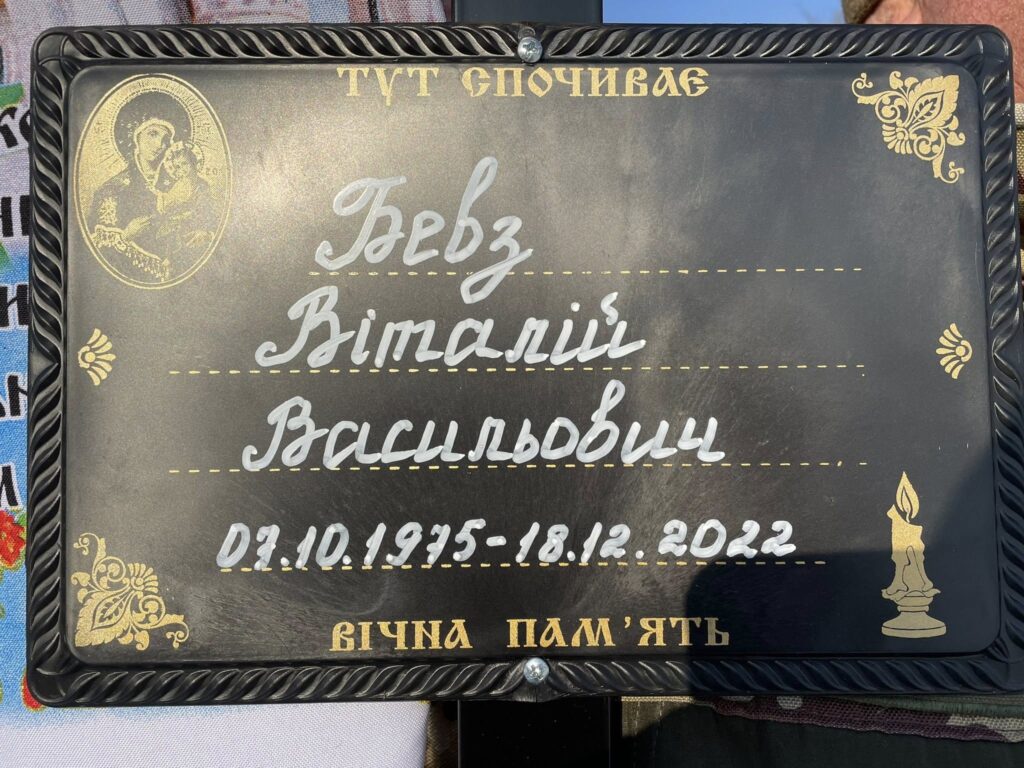 ТУТ СПОЧИВАЄ
Бевз
Віталій
Васильович
07.10.1975-18.12.2022
ВІЧНА ПАМ'ЯТЬ